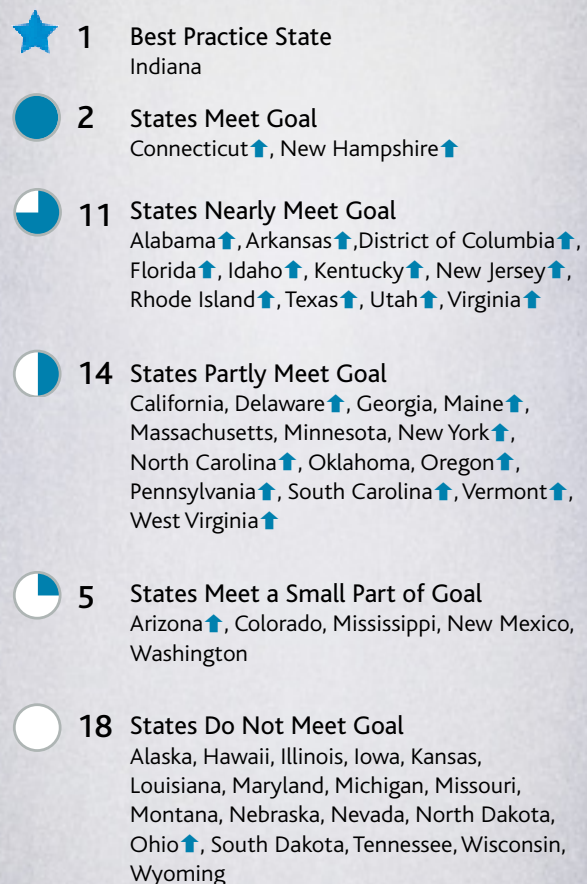 1 Best Practice State
Indiana
2 States Meet Goal
Connecticut⬆, New Hampshire⬆
11 States Nearly Meet Goal
Alabama⬆, Arkansas⬆,District of Columbia⬆,
Florida⬆, Idaho⬆, Kentucky⬆, New Jersey⬆,
Rhode Island⬆, Texas⬆, Utah⬆, Virginia⬆
14 States Partly Meet Goal
California, Delaware⬆, Georgia, Maine⬆,
Massachusetts, Minnesota, New York⬆,
North Carolina⬆, Oklahoma, Oregon⬆,
Pennsylvania⬆, South Carolina⬆, Vermont⬆,
West Virginia⬆
5 States Meet a Small Part of Goal
Arizona⬆, Colorado, Mississippi, New Mexico,
Washington
18 States Do Not Meet Goal
Alaska, Hawaii, Illinois, Iowa, Kansas,
Louisiana, Maryland, Michigan, Missouri,
Montana, Nebraska, Nevada, North Dakota,
Ohio⬆, South Dakota, Tennessee, Wisconsin,
Wyoming